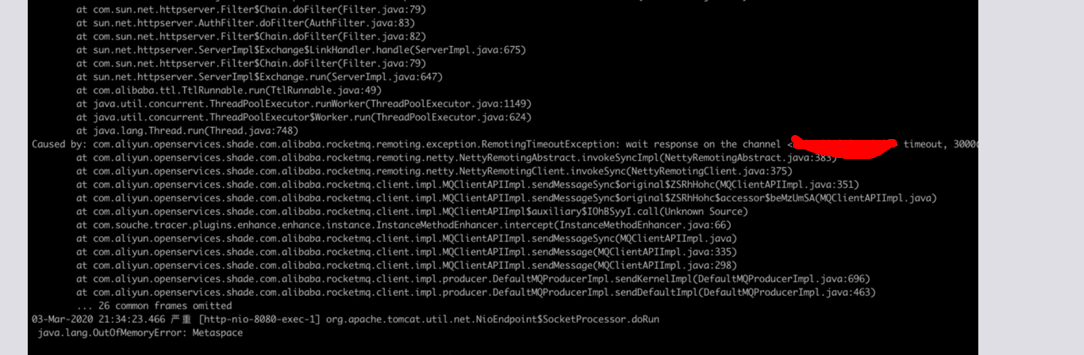 at com.sun.net.httpserver.Filter$Chain.doFilter(Filter.java:79)
at sun.net.httpserver.AuthFilter.doFilter(AuthFilter.java:83)
at com.sun.net.httpserver.Filter$Chain.doFilter(Filter.java:82)
at sun.net.httpserver.ServerImpl$Exchange$LinkHandler.handle(ServerImpl.java:675)
at com.sun.net.httpserver.Filter$Chain.doFilter(Filter.java:79)
at sun.net.httpserver.ServerImpl$Exchange.run(ServerImpl.java:647)
at com.alibaba.ttl.TtlRunnable.run(TtlRunnable.java:49)
at java.util.concurrent.ThreadPoolExecutor.runWorker(ThreadPoolExecutor.java:1149)
at java.util.concurrent.ThreadPoolExecutor$Worker.run(ThreadPoolExecutor.java:624)
at java.lang.Thread.run(Thread.java:748)
Caused by: com.aliyun.openservices.shade.com.alibaba.rocketmq.remoting.exception.RemotingTimeoutException: wait response on the channel < timeout, 3000
at com.aliyun.openservices.shade.com.alibaba.rocketmq.remoting.netty.NettyRemotingAbstract.invokeSyncImpl(NettyRemotingAbstract.java:383)
at com.aliyun.openservices.shade.com.alibaba.rocketmq.remoting.netty.NettyRemotingClient.invokeSync(NettyRemotingClient.java:375)
at com.aliyun.openservices.shade.com.alibaba.rocketmq.client.impl.MQClientAPIImpl.sendMessageSync$original$ZSRhHohc(MQClientAPIImpl.java:351)
at com.aliyun.openservices.shade.com.alibaba.rocketmq.client.impl.MQClientAPIImpl.sendMessageSync$original$ZSRhHohc$accessor$beMzUmSA(MQClientAPIImpl.java)
at com.aliyun.openservices.shade.com.alibaba.rocketmq.client.impl.MQClientAPIImpl$auxiliary$IOhBSyyI.call(Unknown Source)
at com.souche.tracer.plugins.enhance.enhance.instance.InstanceMethodEnhancer.intercept(InstanceMethodEnhancer.java:66)
at com.aliyun.openservices.shade.com.alibaba.rocketmq.client.impl.MQClientAPIImpl.sendMessageSync(MQClientAPIImpl.java)
at com.aliyun.openservices.shade.com.alibaba.rocketmq.client.impl.MQClientAPIImpl.sendMessage(MQClientAPIImpl.java:335)
at com.aliyun.openservices.shade.com.alibaba.rocketmq.client.impl.MQClientAPIImpl.sendMessage(MQClientAPIImpl.java:298)
at com.aliyun.openservices.shade.com.alibaba.rocketmq.client.impl.producer.DefaultMQProducerImpl.sendKernelImpl(DefaultMQProducerImpl.java:696)
at com.aliyun.openservices.shade.com.alibaba.rocketmq.client.impl.producer.DefaultMQProducerImpl.sendDefaultImpl(DefaultMQProducerImpl.java:463)
... 26 common frames omitted
03-Mar-2020 21:34:23.466 严重 [http-nio-8080-exec-1] org.apache.tomcat.util.net.NioEndpoint$SocketProcessor.doRun
java.lang.OutOfMemoryError: Metaspace